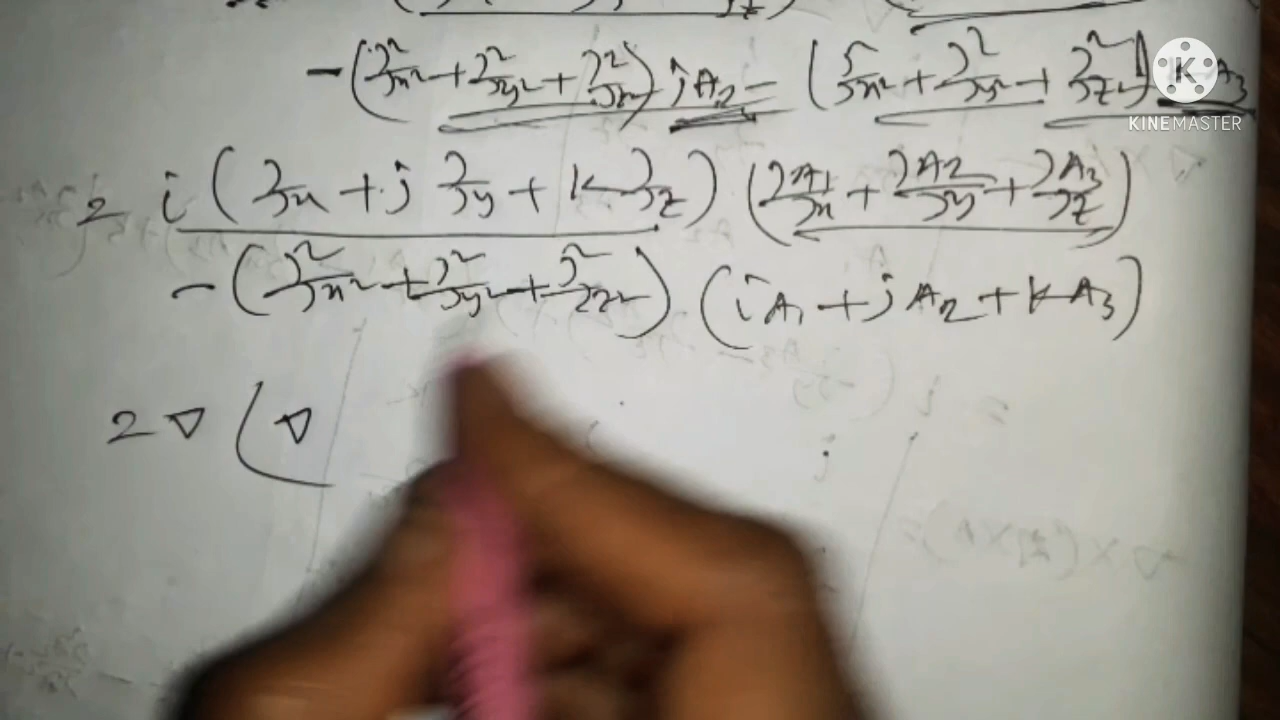 -(∂²/∂x²+∂²/∂y²+∂²/∂z²) jA₂ - (∂²/∂x²+∂²/∂y²+∂²/∂z²) A₃
KINEMASTER
= i(∂/∂x+j ∂/∂y+k ∂/∂z) (∂A₁/∂x+∂A₂/∂y+∂A₃/∂z)
-(∂²/∂x²+∂²/∂y²+∂²/∂z²) (iA₁+jA₂+kA₃)
= ∇(∇